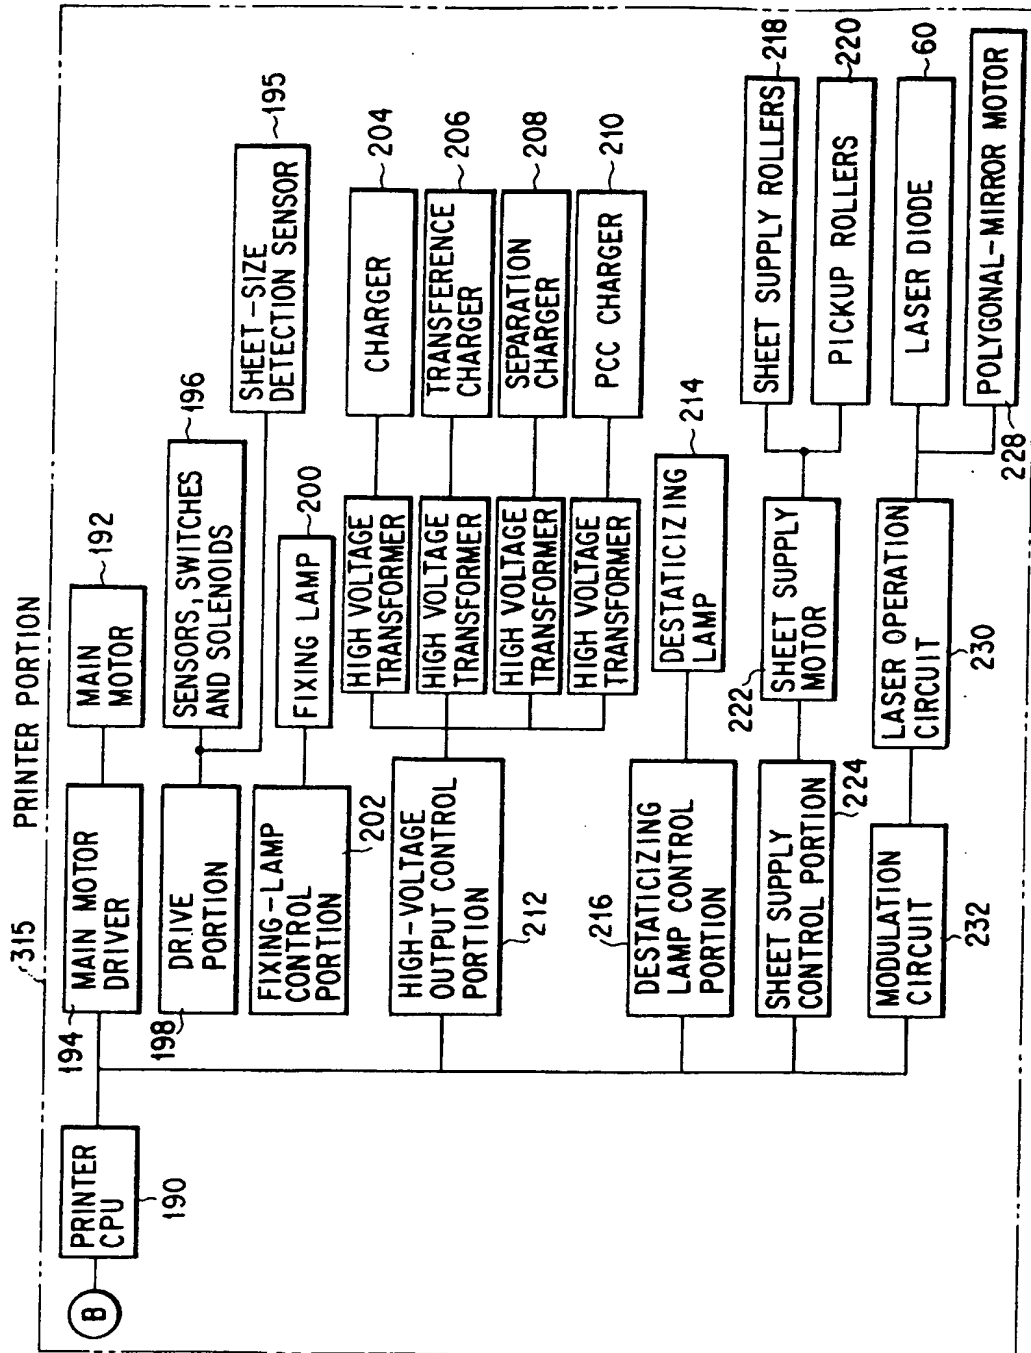 PRINTER PORTION
315
B
PRINTER
CPU
190
194
MAIN MOTOR
DRIVER
MAIN
MOTOR
192
198
DRIVE
PORTION
SENSORS, SWITCHES
AND SOLENOIDS
196
SHEET-SIZE
DETECTION SENSOR
195
FIXING-LAMP
CONTROL
PORTION
202
FIXING LAMP
200
HIGH-VOLTAGE
OUTPUT CONTROL
PORTION
212
HIGH VOLTAGE
TRANSFORMER
CHARGER
204
HIGH VOLTAGE
TRANSFORMER
TRANSFERENCE
CHARGER
206
HIGH VOLTAGE
TRANSFORMER
SEPARATION
CHARGER
208
HIGH VOLTAGE
TRANSFORMER
PCC CHARGER
210
216
DESTATICIZING
LAMP CONTROL
PORTION
DESTATICIZING
LAMP
214
SHEET SUPPLY
CONTROL PORTION
224
222
SHEET SUPPLY
MOTOR
SHEET SUPPLY ROLLERS
218
PICKUP ROLLERS
220
MODULATION
CIRCUIT
232
LASER OPERATION
CIRCUIT
230
LASER DIODE
60
228
POLYGONAL-MIRROR MOTOR